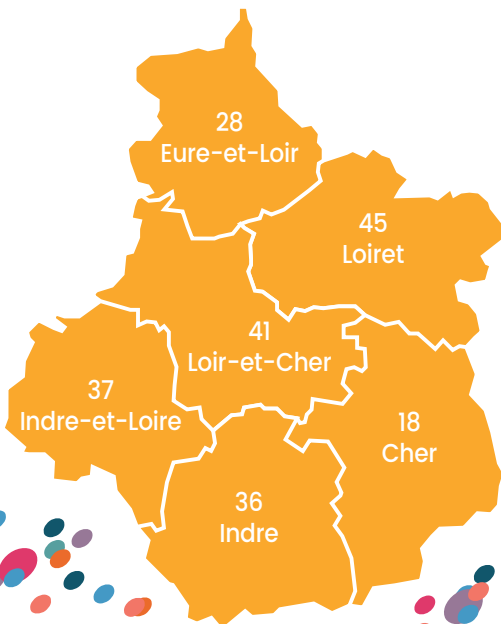 28
Eure-et-Loir
45
Loiret
41
Loir-et-Cher
37
Indre-et-Loire
18
Cher
36
Indre